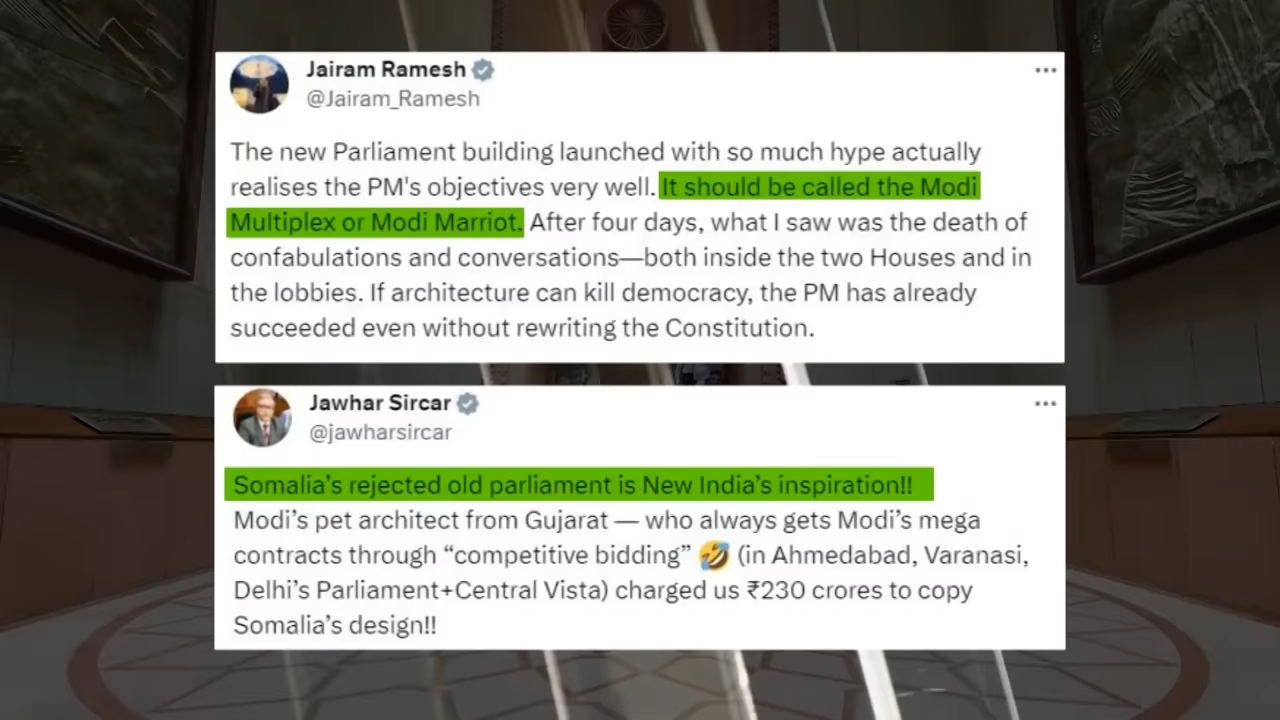 Jairam Ramesh
@Jairam_Ramesh
The new Parliament building launched with so much hype actually
realises the PM's objectives very well. It should be called the Modi
Multiplex or Modi Marriot. After four days, what I saw was the death of
confabulations and conversations—both inside the two Houses and in
the lobbies. If architecture can kill democracy, the PM has already
succeeded even without rewriting the Constitution.
Jawhar Sircar
@jawharsircar
Somalia’s rejected old parliament is New India’s inspiration!!
Modi’s pet architect from Gujarat — who always gets Modi’s mega
contracts through “competitive bidding” 🤣 (in Ahmedabad, Varanasi,
Delhi’s Parliament+Central Vista) charged us ₹230 crores to copy
Somalia’s design!!